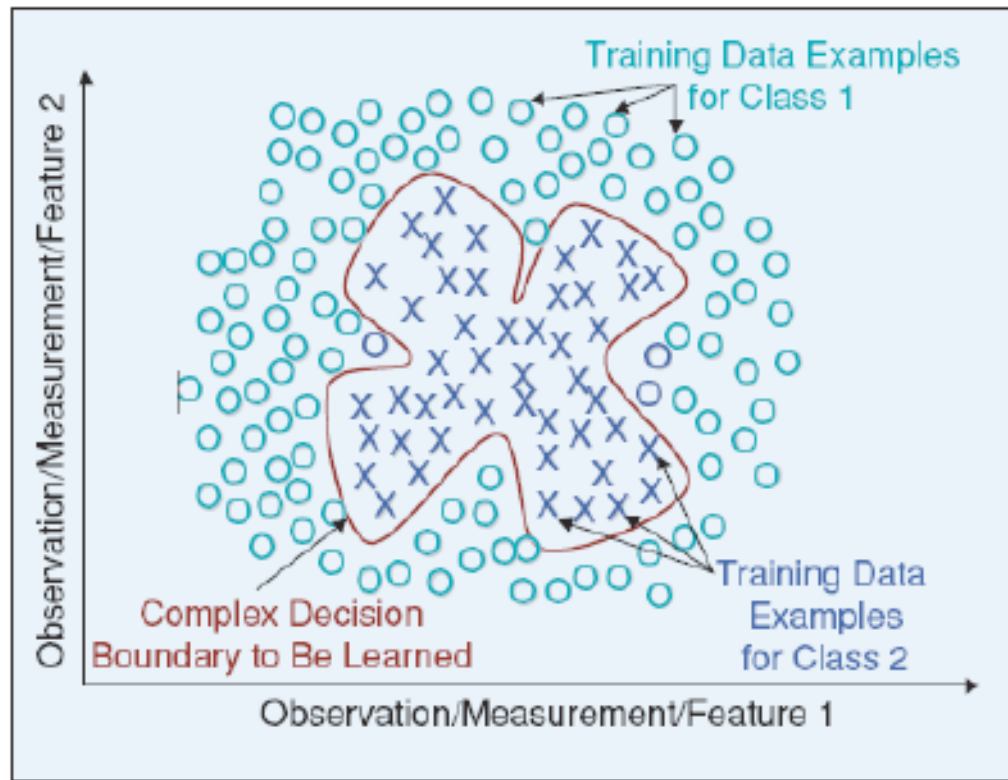 Training Data Examples
for Class 1
Observation/Measurement/Feature 2
Complex Decision
Boundary to Be Learned
Training Data
Examples
for Class 2
Observation/Measurement/Feature 1